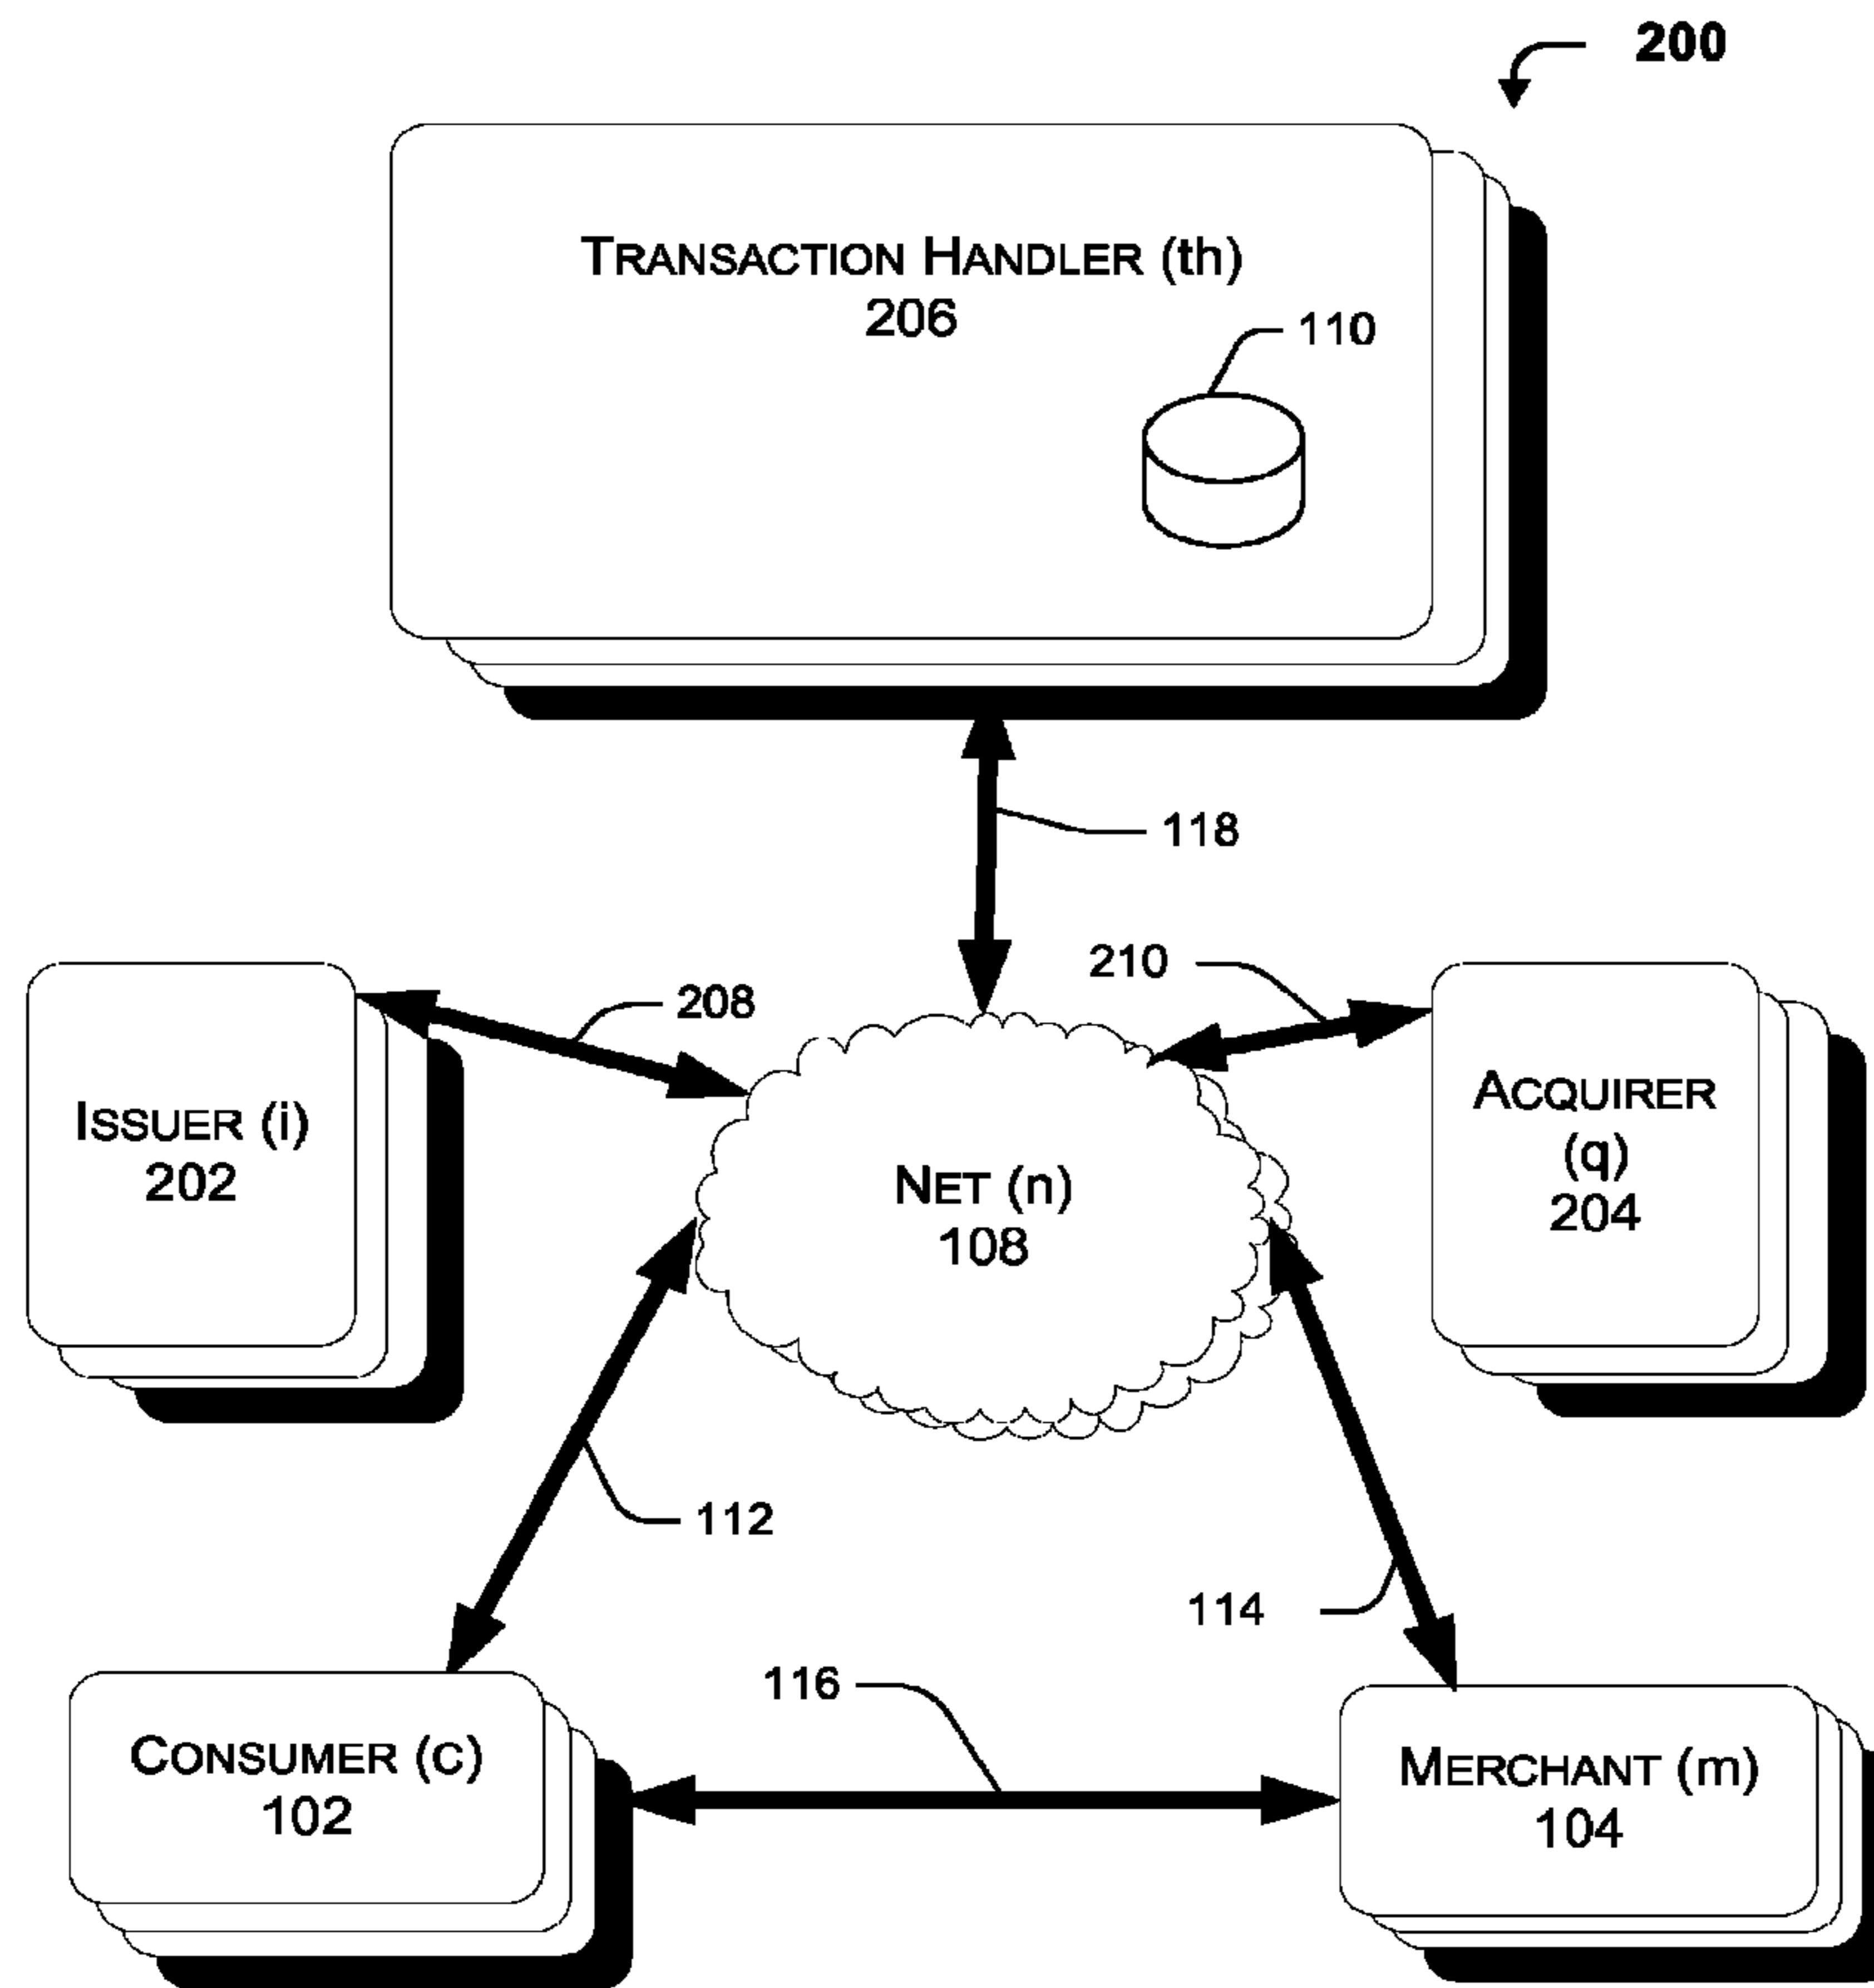 200
TRANSACTION HANDLER (th)
206
110
118
210
208
ISSUER (i)
202
ACQUIRER
(q)
204
NET (n)
108
112
114
116
CONSUMER (c)
102
MERCHANT (m)
104